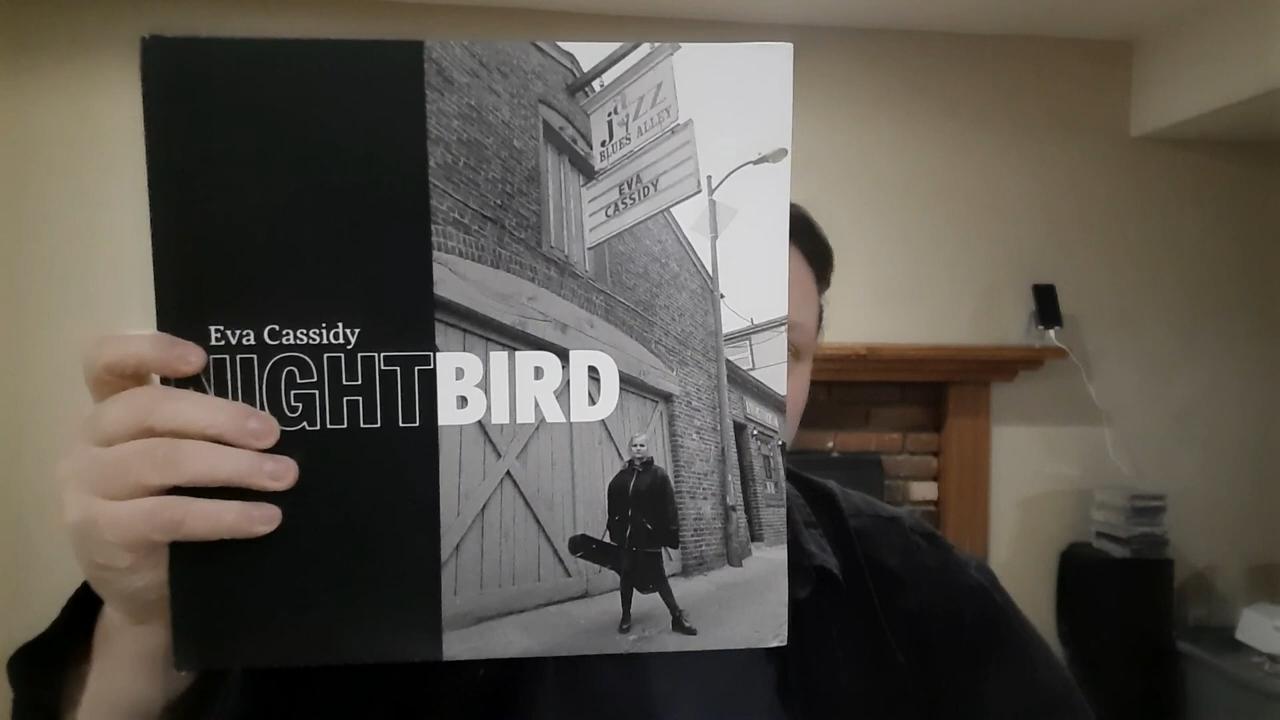 jazz
BLUES ALLEY
EVA
CASSIDY
Eva Cassidy
NIGHTBIRD